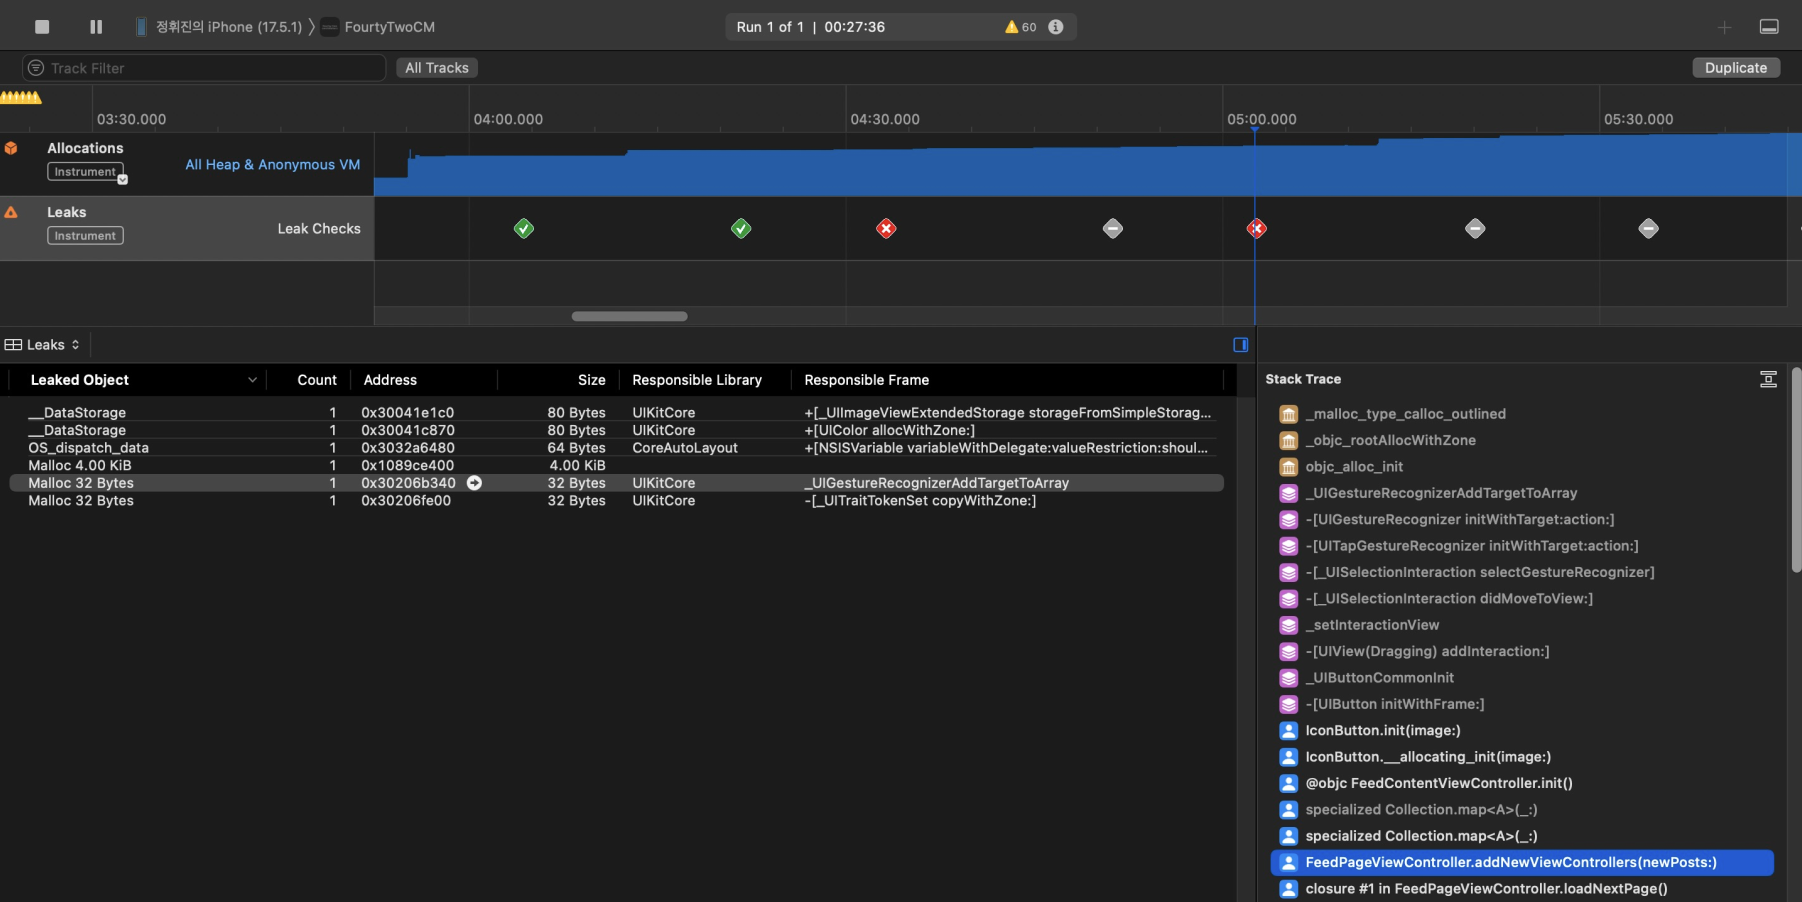 정휘진의 iPhone (17.5.1) 〉 FourtyTwoCM
Run 1 of 1 | 00:27:36
60
Track Filter
All Tracks
Duplicate
03:30.000
04:00.000
04:30.000
05:00.000
05:30.000
Allocations
Instrument
All Heap & Anonymous VM
Leaks
Instrument
Leak Checks
Leaks
Leaked Object Count Address Size Responsible Library Responsible Frame
__DataStorage 1 0x30041e1c0 80 Bytes UIKitCore +[_UIImageViewExtendedStorage storageFromSimpleStorag...
__DataStorage 1 0x30041c870 80 Bytes UIKitCore +[UIColor allocWithZone:]
OS_dispatch_data 1 0x3032a6480 64 Bytes CoreAutoLayout +[NSISVariable variableWithDelegate:valueRestriction:shoul...
Malloc 4.00 KiB 1 0x1089ce400 4.00 KiB
Malloc 32 Bytes 1 0x30206b340 32 Bytes UIKitCore _UIGestureRecognizerAddTargetToArray
Malloc 32 Bytes 1 0x30206fe00 32 Bytes UIKitCore -[_UITraitTokenSet copyWithZone:]
Stack Trace
_malloc_type_calloc_outlined
_objc_rootAllocWithZone
objc_alloc_init
_UIGestureRecognizerAddTargetToArray
-[UIGestureRecognizer initWithTarget:action:]
-[UITapGestureRecognizer initWithTarget:action:]
-[_UISelectionInteraction selectGestureRecognizer]
-[_UISelectionInteraction didMoveToView:]
_setInteractionView
-[UIView(Dragging) addInteraction:]
_UIButtonCommonInit
-[UIButton initWithFrame:]
IconButton.init(image:)
IconButton.__allocating_init(image:)
@objc FeedContentViewController.init()
specialized Collection.map<A>(_:)
specialized Collection.map<A>(_:)
FeedPageViewController.addNewViewControllers(newPosts:)
closure #1 in FeedPageViewController.loadNextPage()